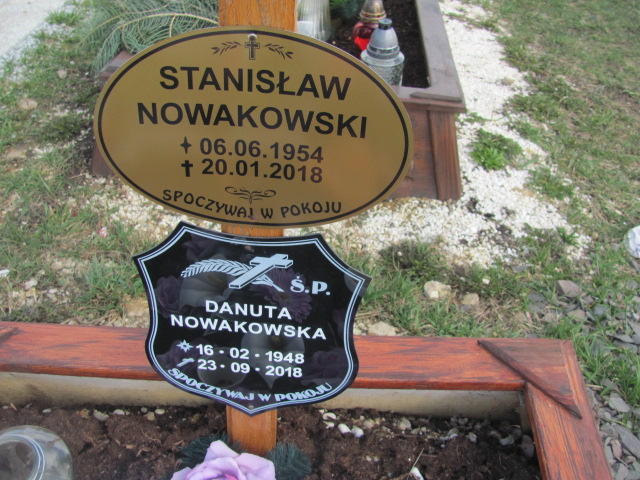 STANISŁAW
NOWAKOWSKI
06.06.1954
20.01.2018
SPOCZYWAJ W POKOJU
Ś.P.
DANUTA
NOWAKOWSKA
16 - 02 - 1948
23 - 09 - 2018
SPOCZYWAJ W POKOJU